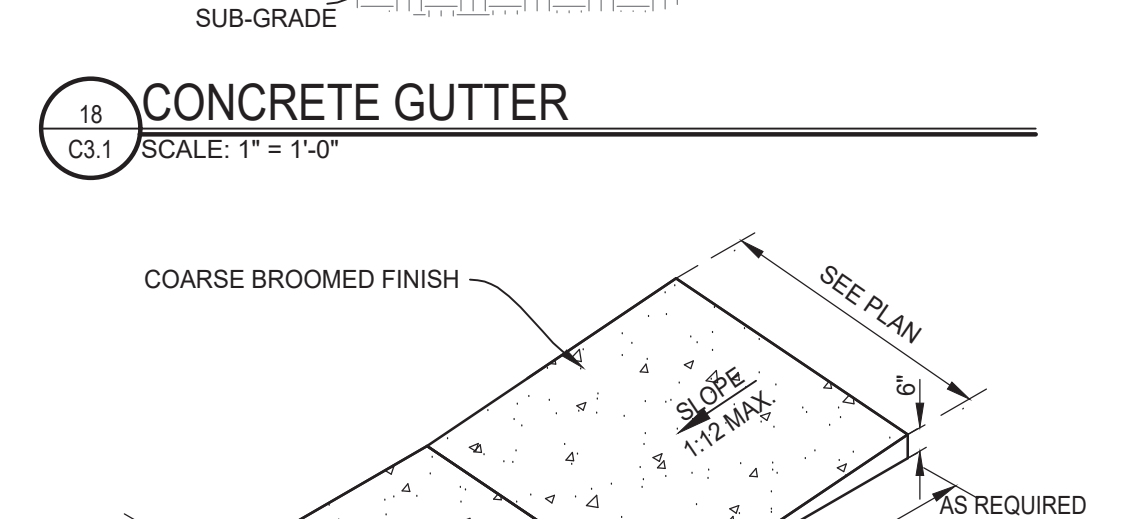 SUB-GRADE
18
C3.1
CONCRETE GUTTER
SCALE: 1" = 1'-0"
COARSE BROOMED FINISH
SEE PLAN
6"
SLOPE
1:12 MAX.
AS REQUIRED